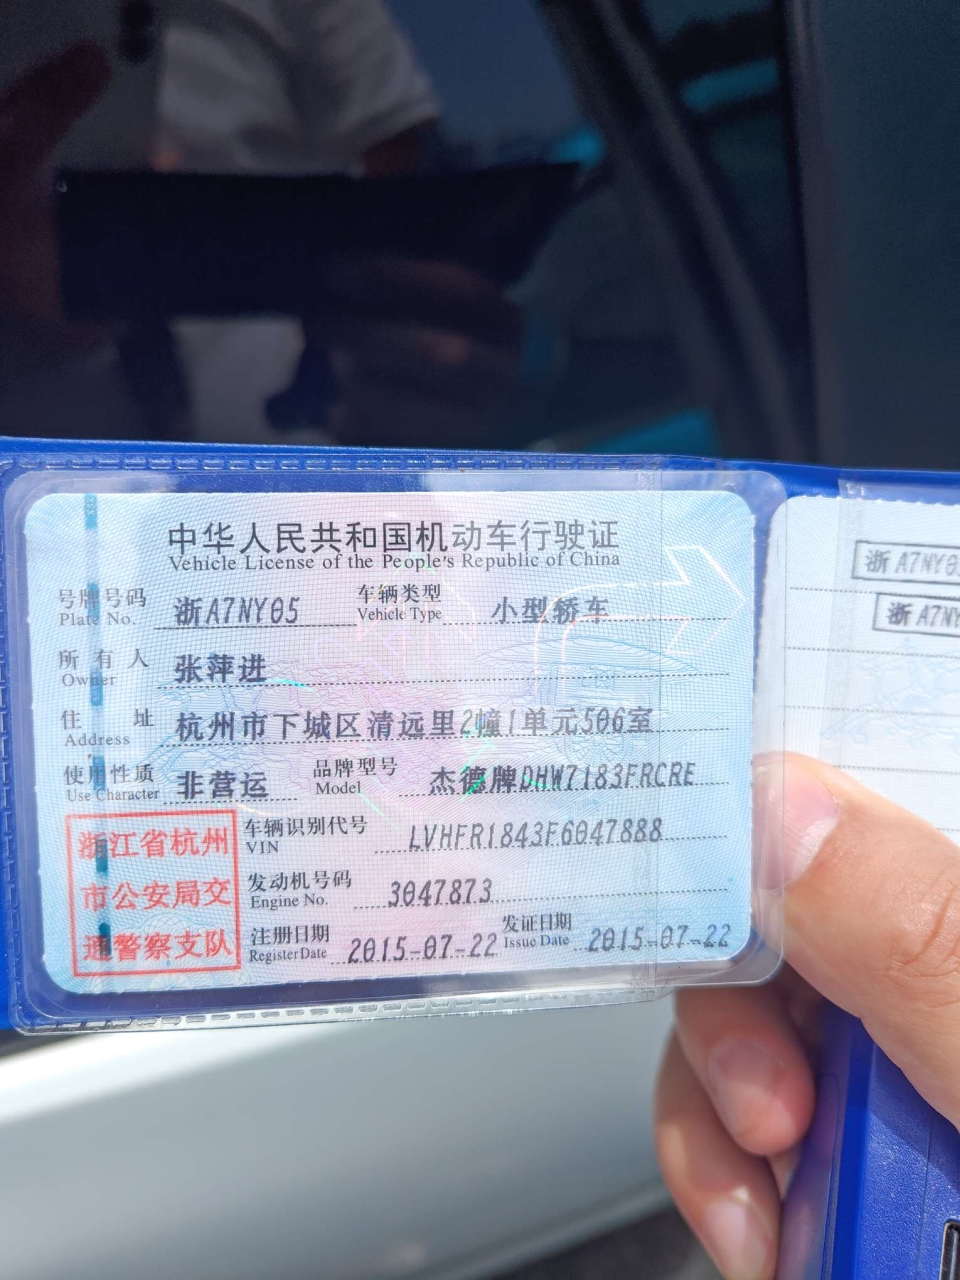 中华人民共和国机动车行驶证
Vehicle License of the People's Republic of China
号牌号码 浙A7NY05 车辆类型 小型轿车
Plate No. Vehicle Type
所有人 张萍进
Owner
住址 杭州市下城区清远里2幢1单元506室
Address
使用性质 非营运 品牌型号 杰德牌DHW7183FRCRE
Use Character Model
浙江省杭州
市公安局交
通警察支队
车辆识别代号 LVHFR1843F6047888
VIN
发动机号码 3047873
Engine No.
注册日期 2015-07-22 发证日期 2015-07-22
Register Date Issue Date
浙A7NY0
浙A7NY